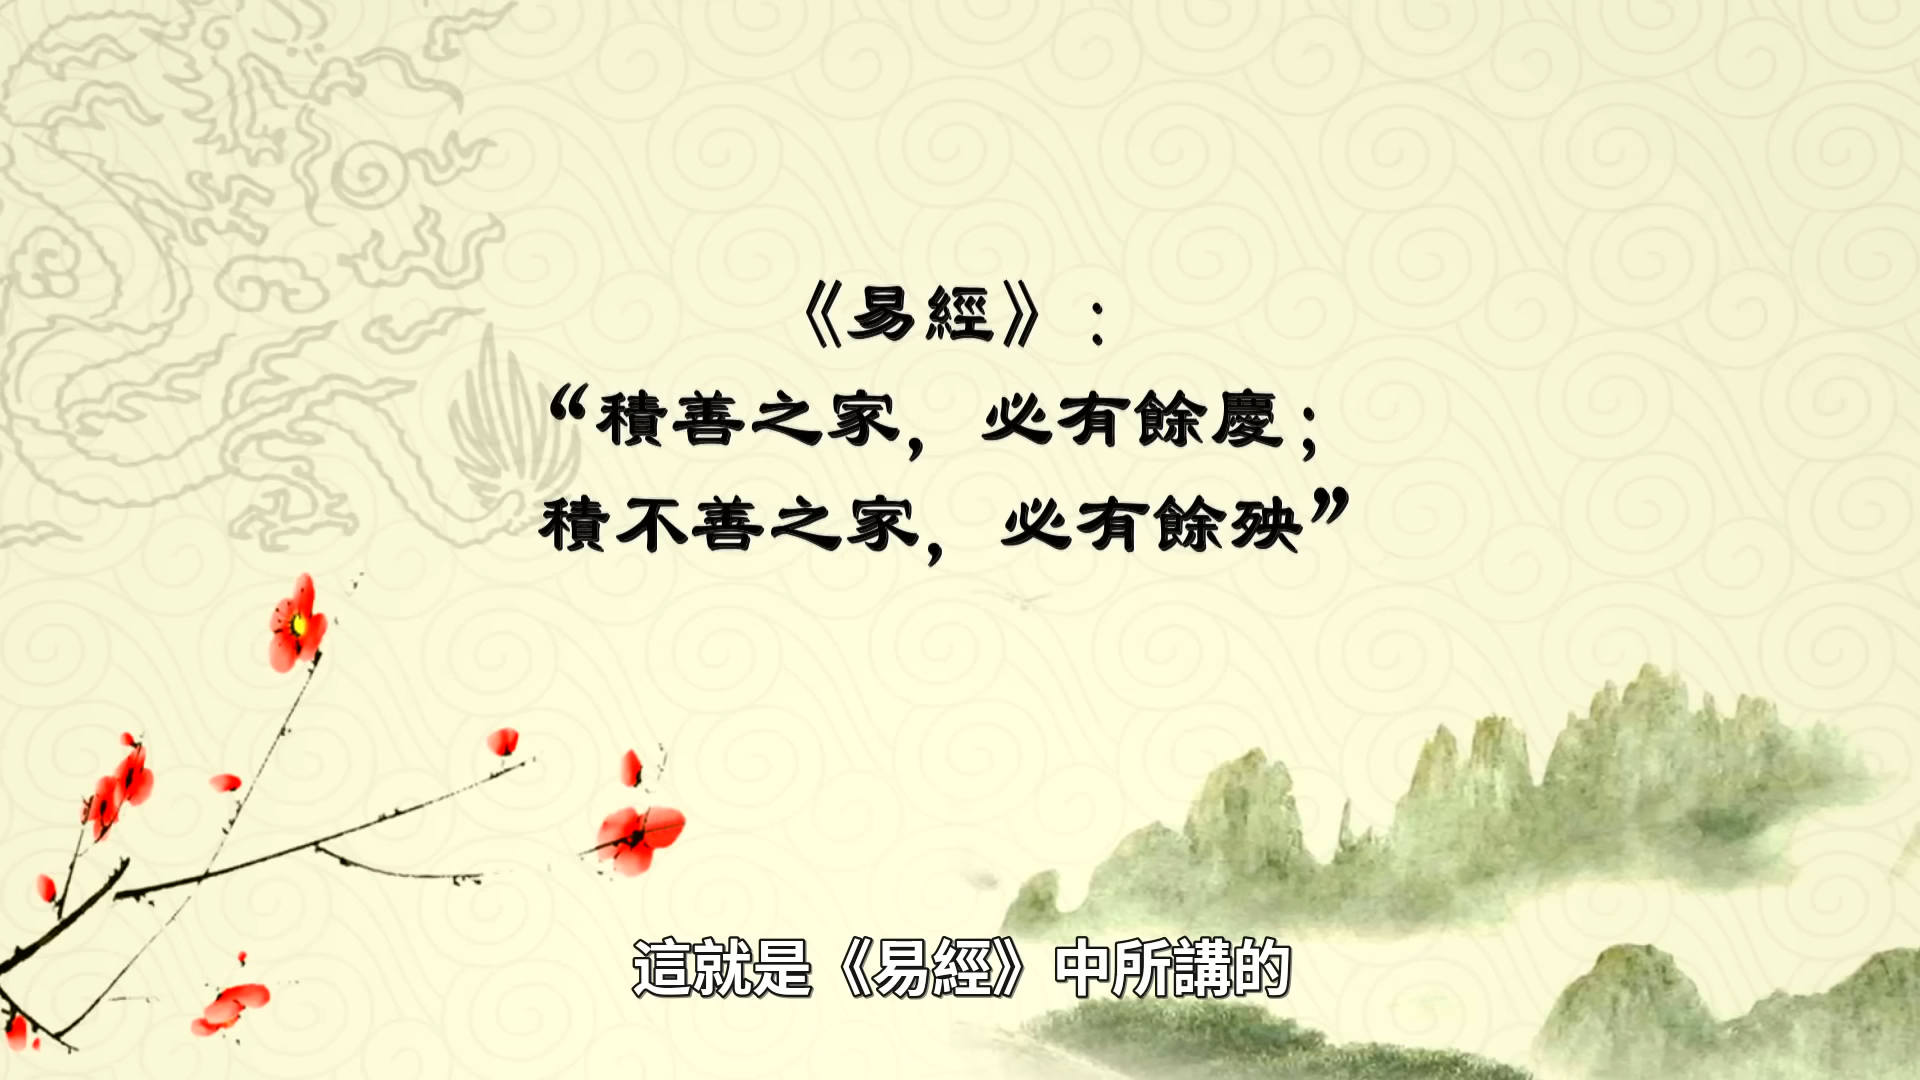 《易經》:
“積善之家，必有餘慶；
積不善之家，必有餘殃”
這就是《易經》中所講的